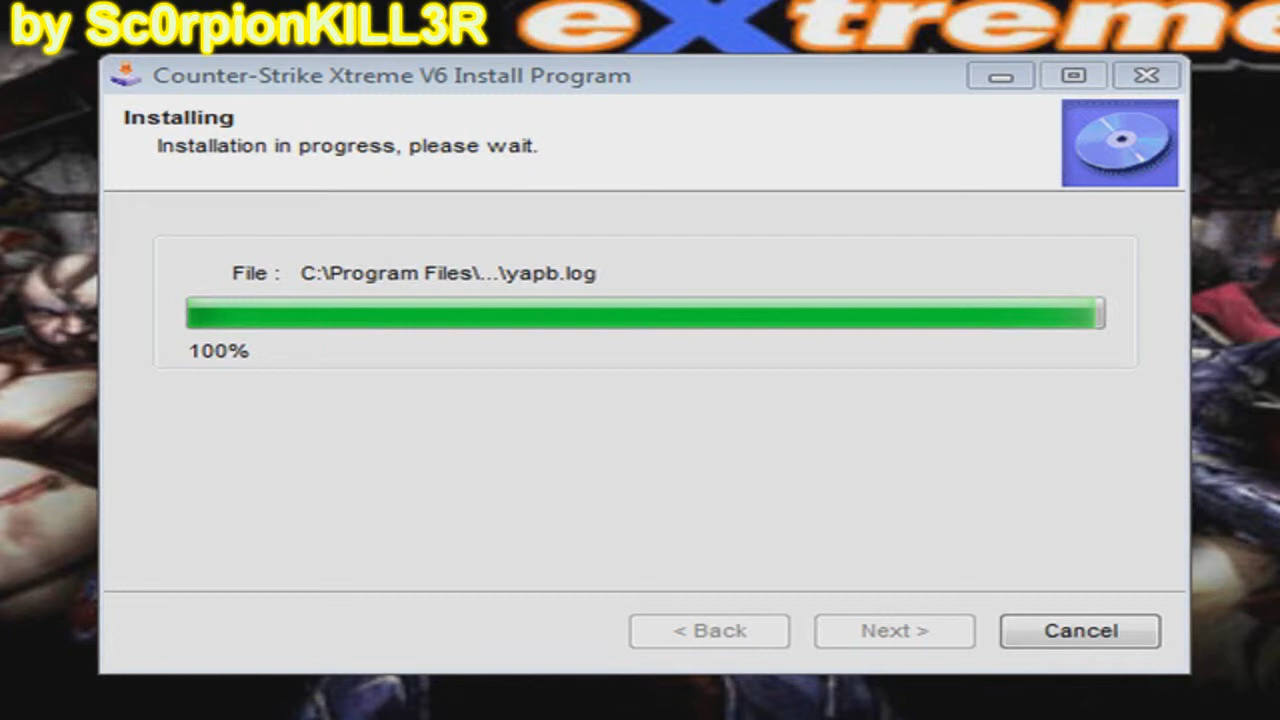 by Sc0rpionKILL3R
eXtreme
Counter-Strike Xtreme V6 Install Program
Installing
Installation in progress, please wait.
File : C:\Program Files\...\yapb.log
100%
< Back
Next >
Cancel